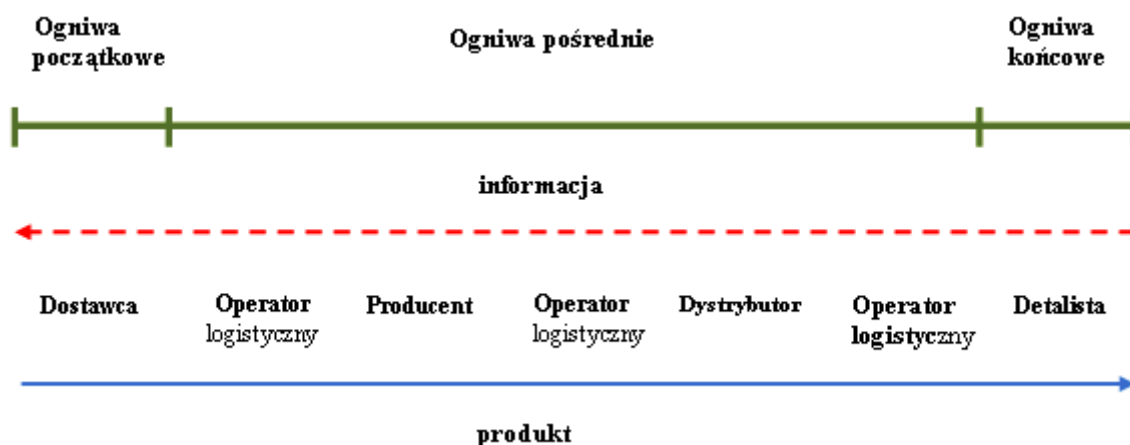 Ogniwa
początkowe
Ogniwa pośrednie
Ogniwa
końcowe
informacja
Dostawca
Operator
logistyczny
Producent
Operator
logistyczny
Dystrybutor
Operator
logistyczny
Detalista
produkt